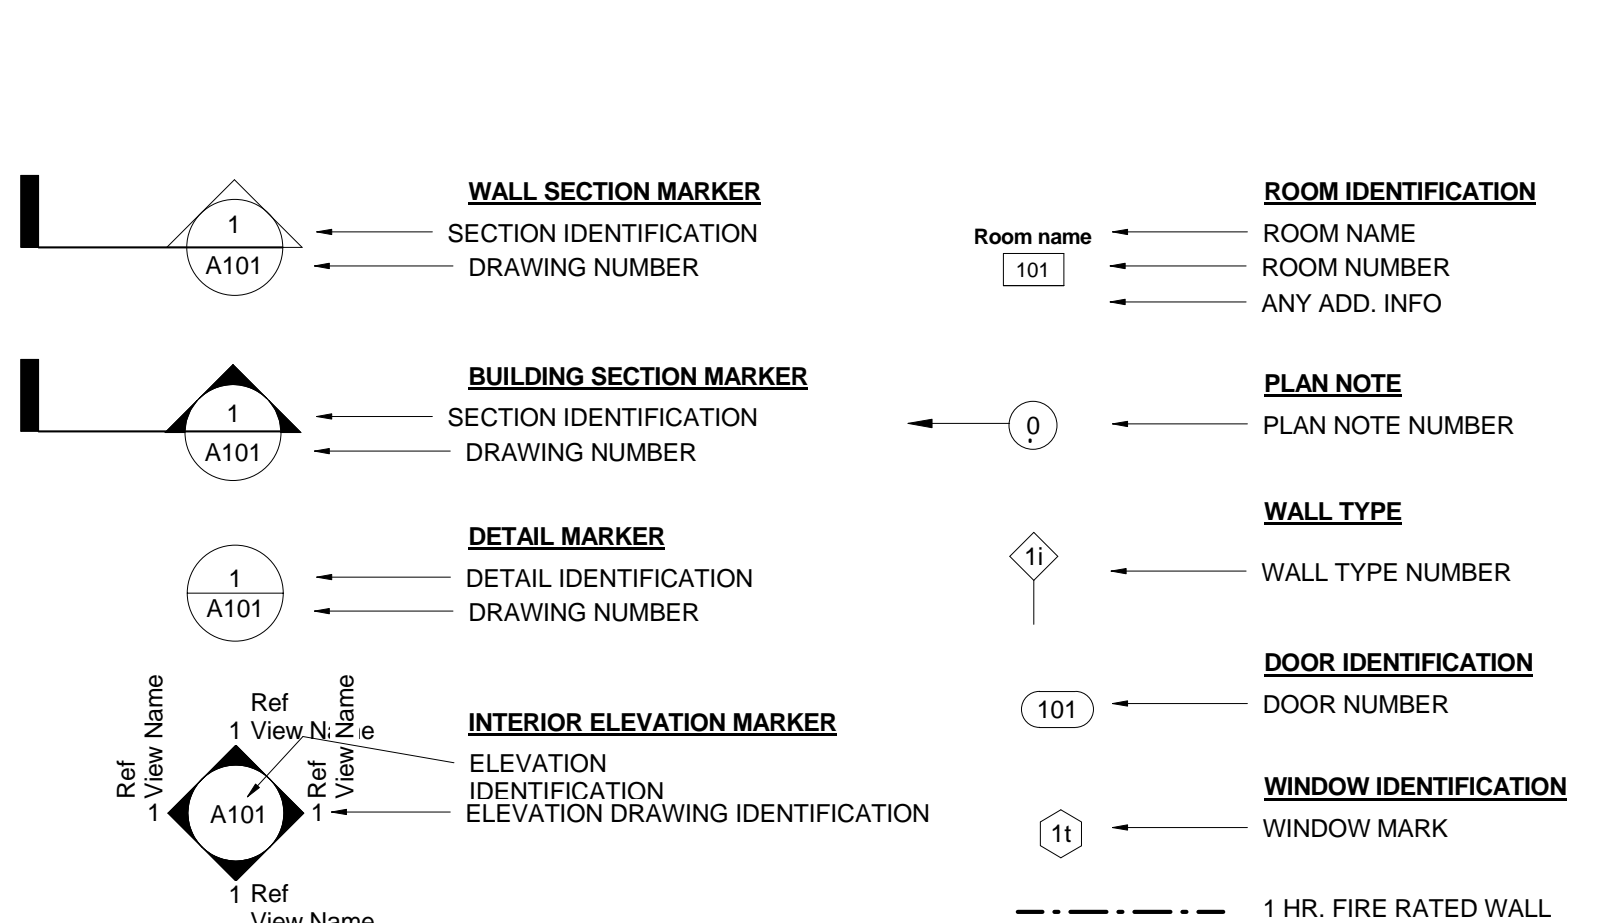 WALL SECTION MARKER
1
SECTION IDENTIFICATION
A101
DRAWING NUMBER
BUILDING SECTION MARKER
1
SECTION IDENTIFICATION
A101
DRAWING NUMBER
DETAIL MARKER
1
DETAIL IDENTIFICATION
A101
DRAWING NUMBER
INTERIOR ELEVATION MARKER
Ref
View Name
1
Ref
1 View Name
Ref
View Name
1
A101
ELEVATION
IDENTIFICATION
ELEVATION DRAWING IDENTIFICATION
1 Ref
View Name
ROOM IDENTIFICATION
Room name
ROOM NAME
101
ROOM NUMBER
ANY ADD. INFO
PLAN NOTE
0
PLAN NOTE NUMBER
WALL TYPE
1i
WALL TYPE NUMBER
DOOR IDENTIFICATION
101
DOOR NUMBER
WINDOW IDENTIFICATION
1t
WINDOW MARK
1 HR. FIRE RATED WALL